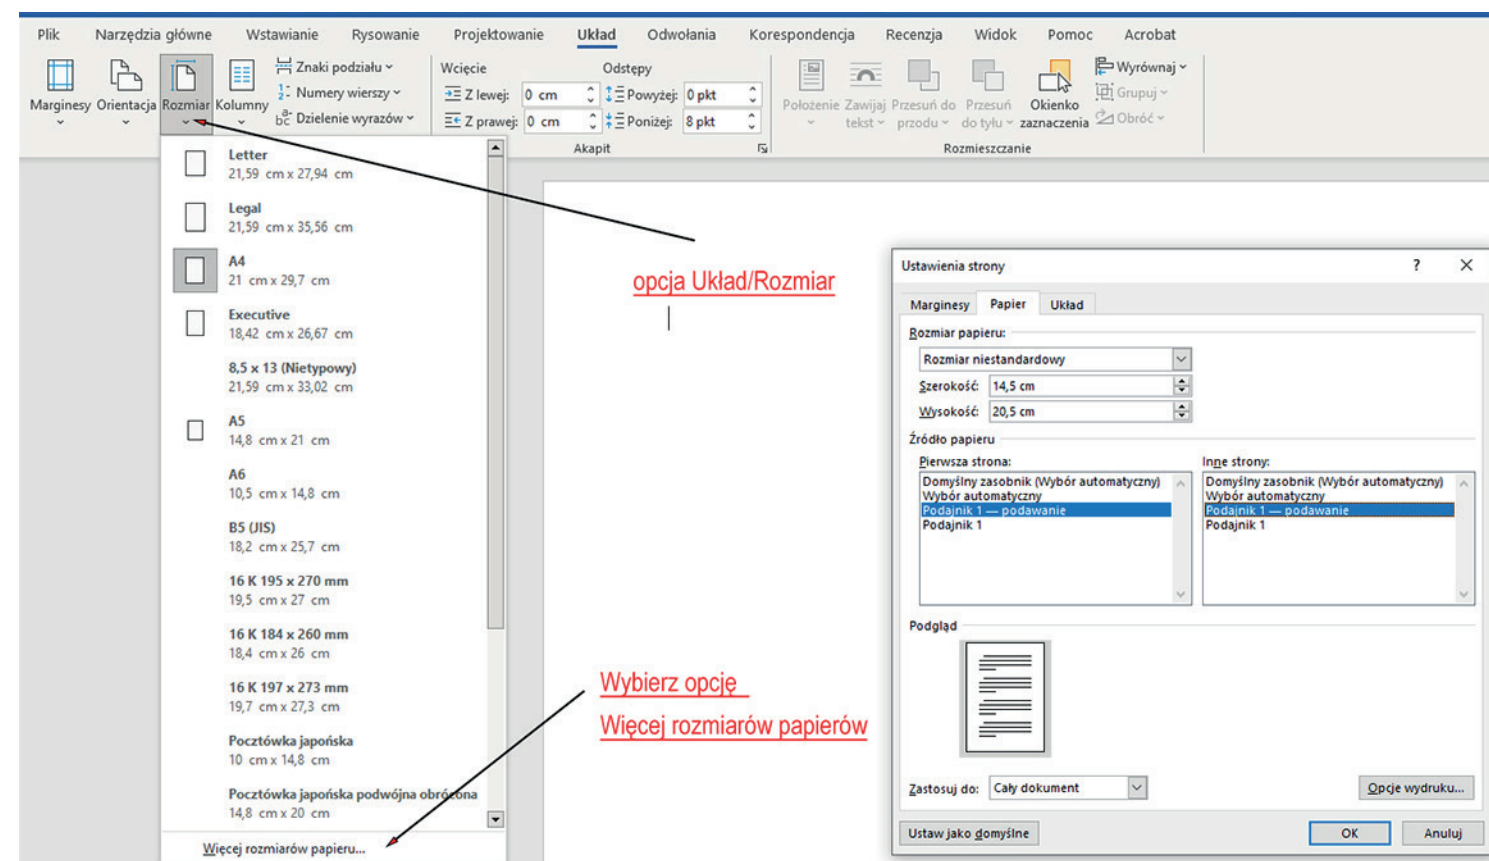 Plik Narzędzia główne Wstawianie Rysowanie Projektowanie Układ Odwołania Korespondencja Recenzja Widok Pomoc Acrobat
Marginesy Orientacja Rozmiar Kolumny
Znaki podziału
Numery wierszy
Dzielenie wyrazów
Wcięcie Odstępy
Z lewej: 0 cm Powyżej: 0 pkt
Z prawej: 0 cm Poniżej: 8 pkt
Akapit
Położenie Zawijaj tekst Przesuń do przodu Przesuń do tyłu Okienko zaznaczenia
Wyrównaj
Grupuj
Obróć
Rozmieszczanie
Letter
21,59 cm x 27,94 cm
Legal
21,59 cm x 35,56 cm
A4
21 cm x 29,7 cm
Executive
18,42 cm x 26,67 cm
8,5 x 13 (Nietypowy)
21,59 cm x 33,02 cm
A5
14,8 cm x 21 cm
A6
10,5 cm x 14,8 cm
B5 (JIS)
18,2 cm x 25,7 cm
16 K 195 x 270 mm
19,5 cm x 27 cm
16 K 184 x 260 mm
18,4 cm x 26 cm
16 K 197 x 273 mm
19,7 cm x 27,3 cm
Pocztówka japońska
10 cm x 14,8 cm
Pocztówka japońska podwójna obrócona
14,8 cm x 20 cm
Więcej rozmiarów papieru...
opcja Układ/Rozmiar
Wybierz opcję
Więcej rozmiarów papierów
Ustawienia strony ? X
Marginesy Papier Układ
Rozmiar papieru:
Rozmiar niestandardowy
Szerokość: 14,5 cm
Wysokość: 20,5 cm
Źródło papieru
Pierwsza strona:
Domyślny zasobnik (Wybór automatyczny)
Wybór automatyczny
Podajnik 1 — podawanie
Podajnik 1
Inne strony:
Domyślny zasobnik (Wybór automatyczny)
Wybór automatyczny
Podajnik 1 — podawanie
Podajnik 1
Podgląd
Zastosuj do: Cały dokument Opcje wydruku...
Ustaw jako domyślne OK Anuluj